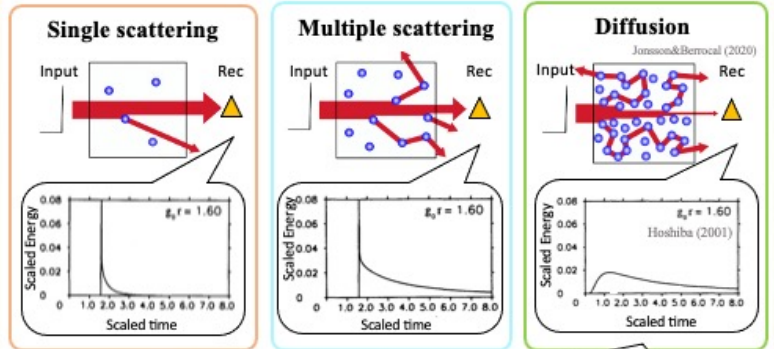 Single scattering
Input
Rec
Scaled Energy
0.08
0.06
0.04
0.02
0
g₀ r = 1.60
0 1.0 2.0 3.0 4.0 5.0 6.0 7.0 8.0
Scaled time
Multiple scattering
Input
Rec
Scaled Energy
0.08
0.06
0.04
0.02
0
g₀ r = 1.60
0 1.0 2.0 3.0 4.0 5.0 6.0 7.0 8.0
Scaled time
Diffusion
Jonsson&Berrocal (2020)
Input
Rec
Scaled Energy
0.08
0.06
0.04
0.02
0
g₀ r = 1.60
Hoshiba (2001)
0 1.0 2.0 3.0 4.0 5.0 6.0 7.0 8.0
Scaled time